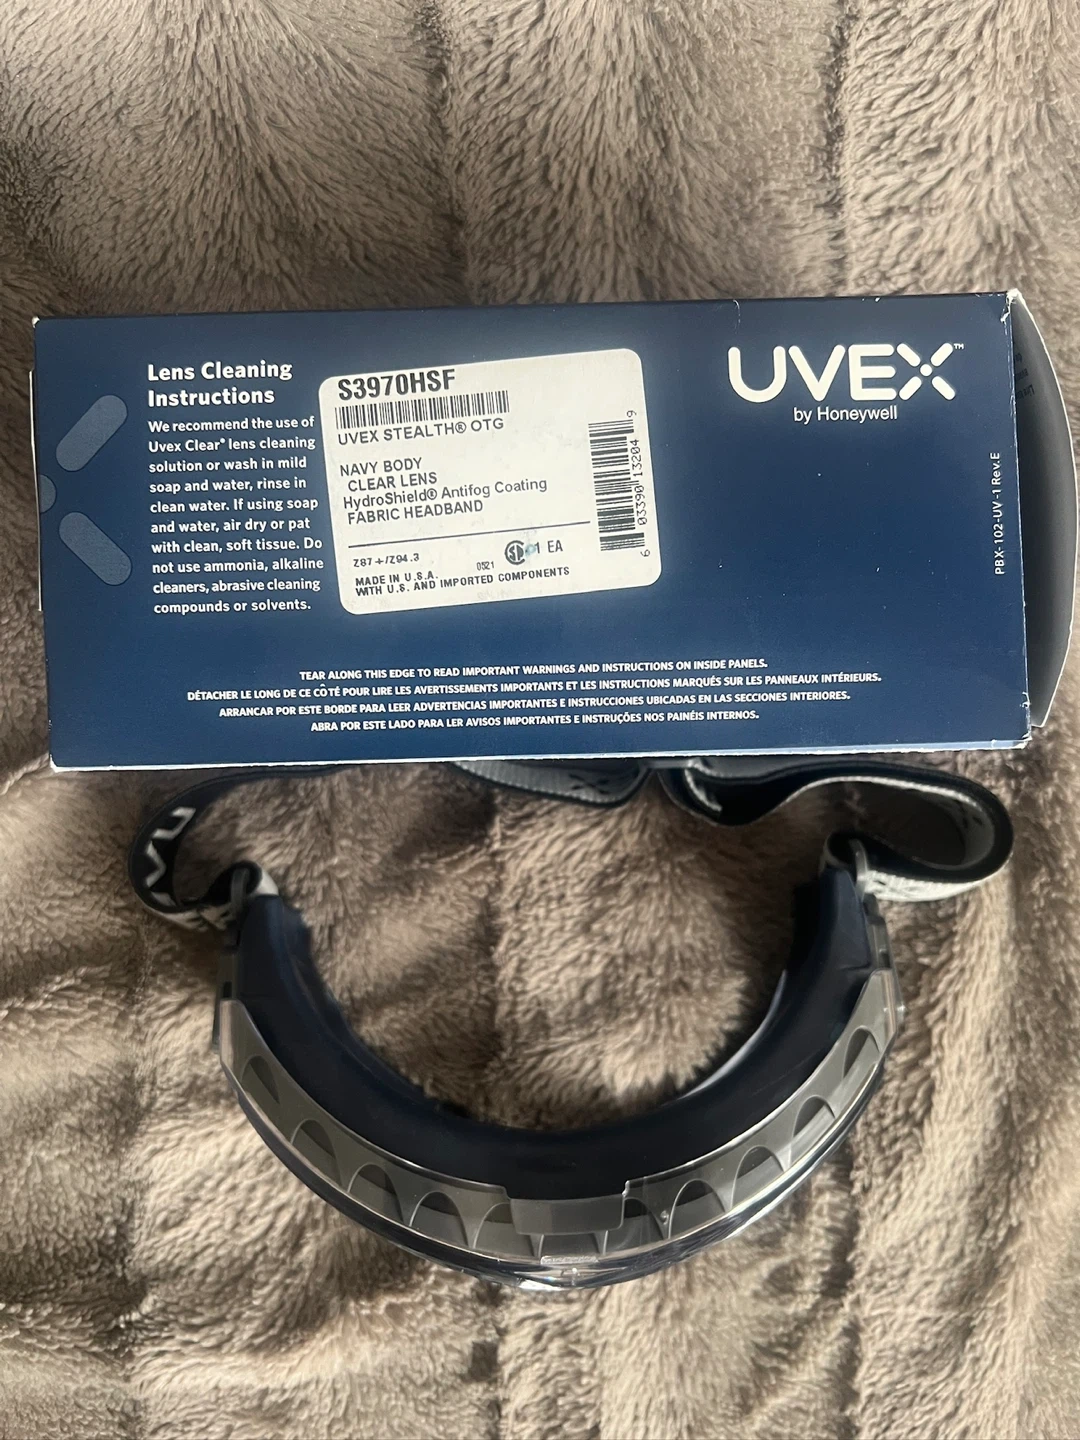 Lens Cleaning
Instructions
We recommend the use of
Uvex Clear® lens cleaning
solution or wash in mild
soap and water, rinse in
clean water. If using soap
and water, air dry or pat
with clean, soft tissue. Do
not use ammonia, alkaline
cleaners, abrasive cleaning
compounds or solvents.
S3970HSF
UVEX STEALTH® OTG
NAVY BODY
CLEAR LENS
HydroShield® Antifog Coating
FABRIC HEADBAND
Z87+/Z94.3
0521
1 EA
MADE IN U.S.A.
WITH U.S. AND IMPORTED COMPONENTS
6 03390 13204 9
UVEX™
by Honeywell
PBX-102-UV-1 Rev.E
TEAR ALONG THIS EDGE TO READ IMPORTANT WARNINGS AND INSTRUCTIONS ON INSIDE PANELS.
DÉTACHER LE LONG DE CE CÔTÉ POUR LIRE LES AVERTISSEMENTS IMPORTANTS ET LES INSTRUCTIONS MARQUÉS SUR LES PANNEAUX INTÉRIEURS.
ARRANCAR POR ESTE BORDE PARA LEER ADVERTENCIAS IMPORTANTES E INSTRUCCIONES UBICADAS EN LAS SECCIONES INTERIORES.
ABRA POR ESTE LADO PARA LER AVISOS IMPORTANTES E INSTRUÇÕES NOS PAINÉIS INTERNOS.